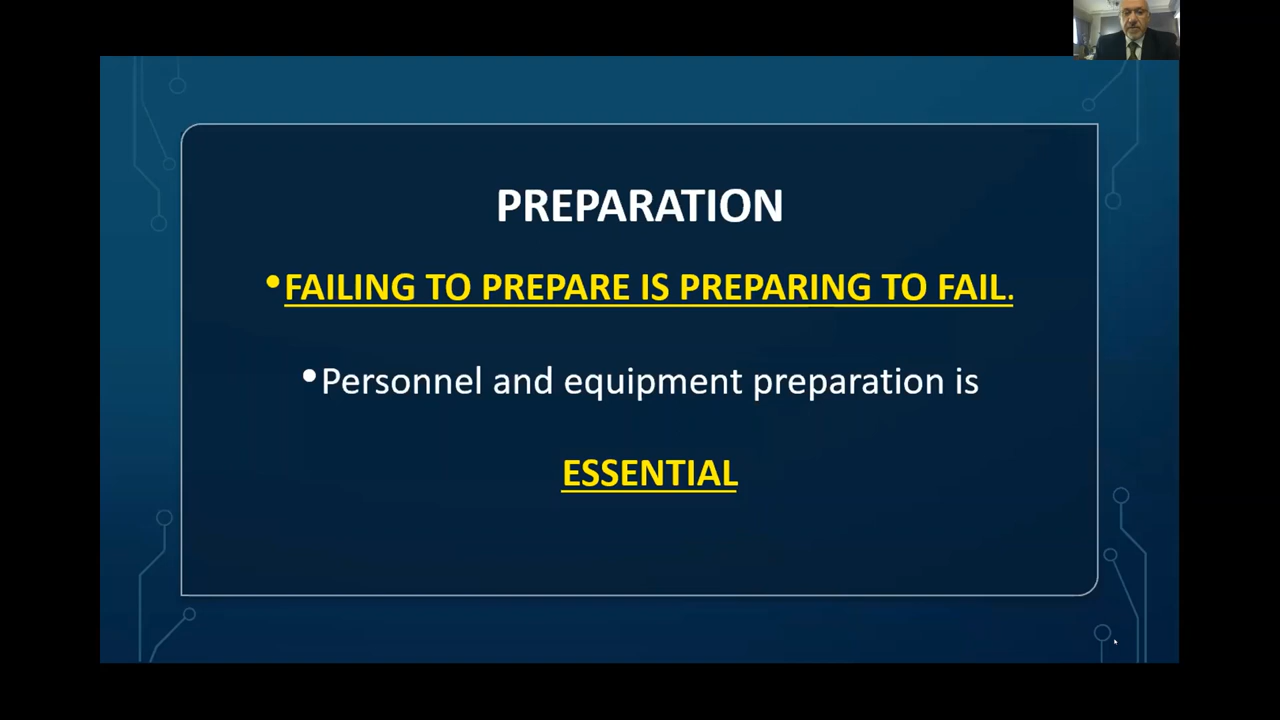 PREPARATION
•FAILING TO PREPARE IS PREPARING TO FAIL.
•Personnel and equipment preparation is
ESSENTIAL